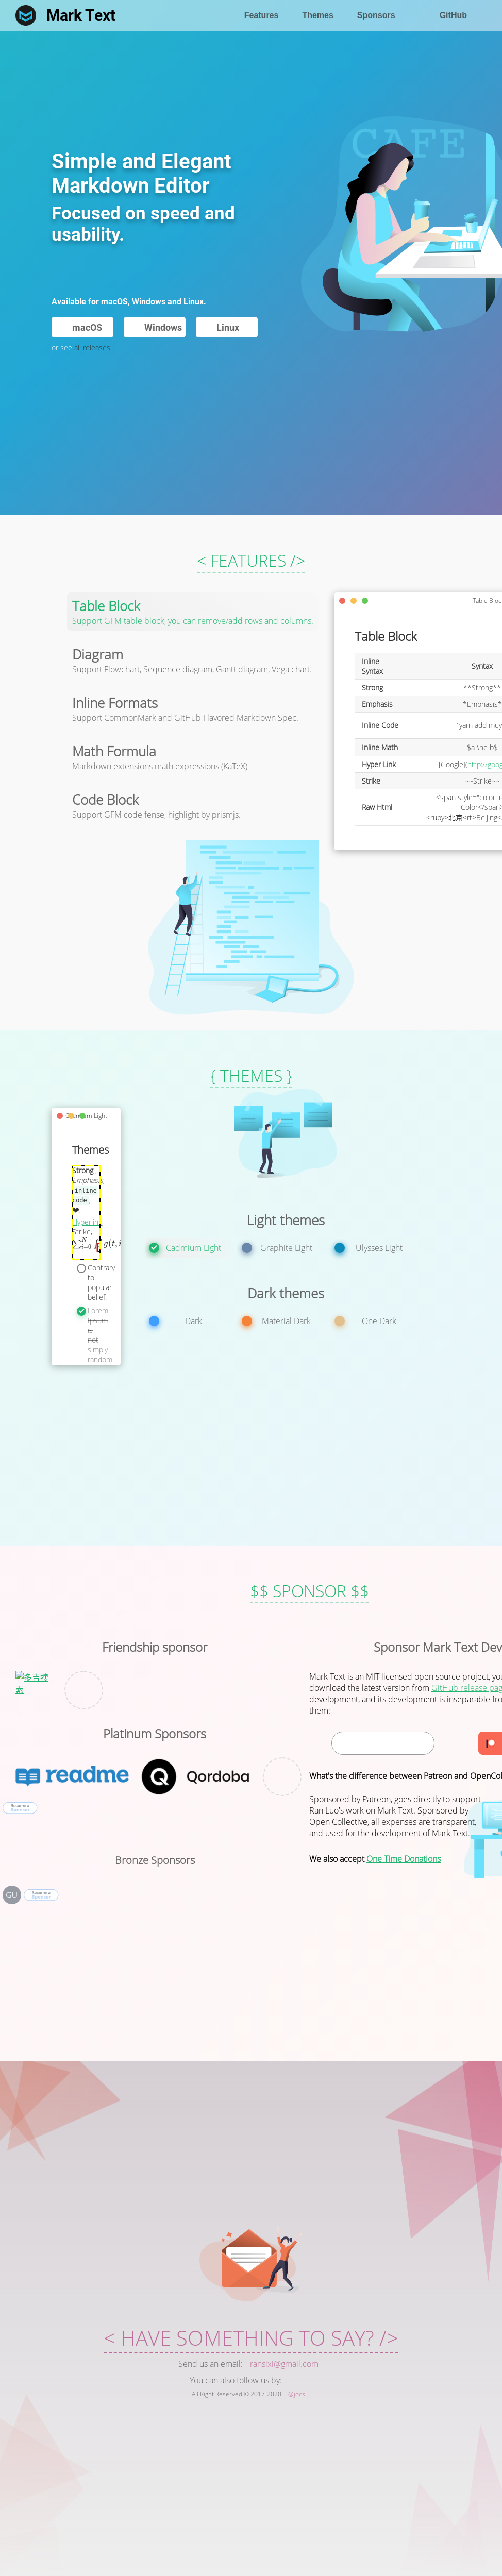 Mark Text
Features Themes Sponsors GitHub
CAFE
Simple and Elegant
Markdown Editor
Focused on speed and
usability.
Available for macOS, Windows and Linux.
macOS Windows Linux
or see all releases
< FEATURES />
Table Block
Support GFM table block, you can remove/add rows and columns.
Diagram
Support Flowchart, Sequence diagram, Gantt diagram, Vega chart.
Inline Formats
Support CommonMark and GitHub Flavored Markdown Spec.
Math Formula
Markdown extensions math expressions (KaTeX)
Code Block
Support GFM code fense, highlight by prismjs.
Table Bloc
Table Block
Inline
Syntax
Syntax
Strong **Strong**
Emphasis *Emphasis*
Inline Code `yarn add muy
Inline Math $a \ne b$
Hyper Link [Google](http://goog
Strike ~~Strike~~
Raw Html
<span style="color: r
Color</span>
<ruby>北京<rt>Beijing</
{ THEMES }
Cadmium Light
Themes
Strong ,
Emphasis,
inline
code ,
❤️,
Hyperlink,
Strike,
Contrary
to
popular
belief.
Lorem
Ipsum
is
not
simply
random
Light themes
Cadmium Light Graphite Light Ulysses Light
Dark themes
Dark Material Dark One Dark
$$ SPONSOR $$
Friendship sponsor
多吉搜
索
Platinum Sponsors
readme Qordoba
Become a
Sponsor
Bronze Sponsors
GU
Become a
Sponsor
Sponsor Mark Text Dev
Mark Text is an MIT licensed open source project, you
download the latest version from GitHub release pag
development, and its development is inseparable fro
them:
What's the difference between Patreon and OpenColl
Sponsored by Patreon, goes directly to support
Ran Luo's work on Mark Text. Sponsored by
Open Collective, all expenses are transparent,
and used for the development of Mark Text.
We also accept One Time Donations
< HAVE SOMETHING TO SAY? />
Send us an email: ransixi@gmail.com
You can also follow us by:
All Right Reserved © 2017-2020 @jocs